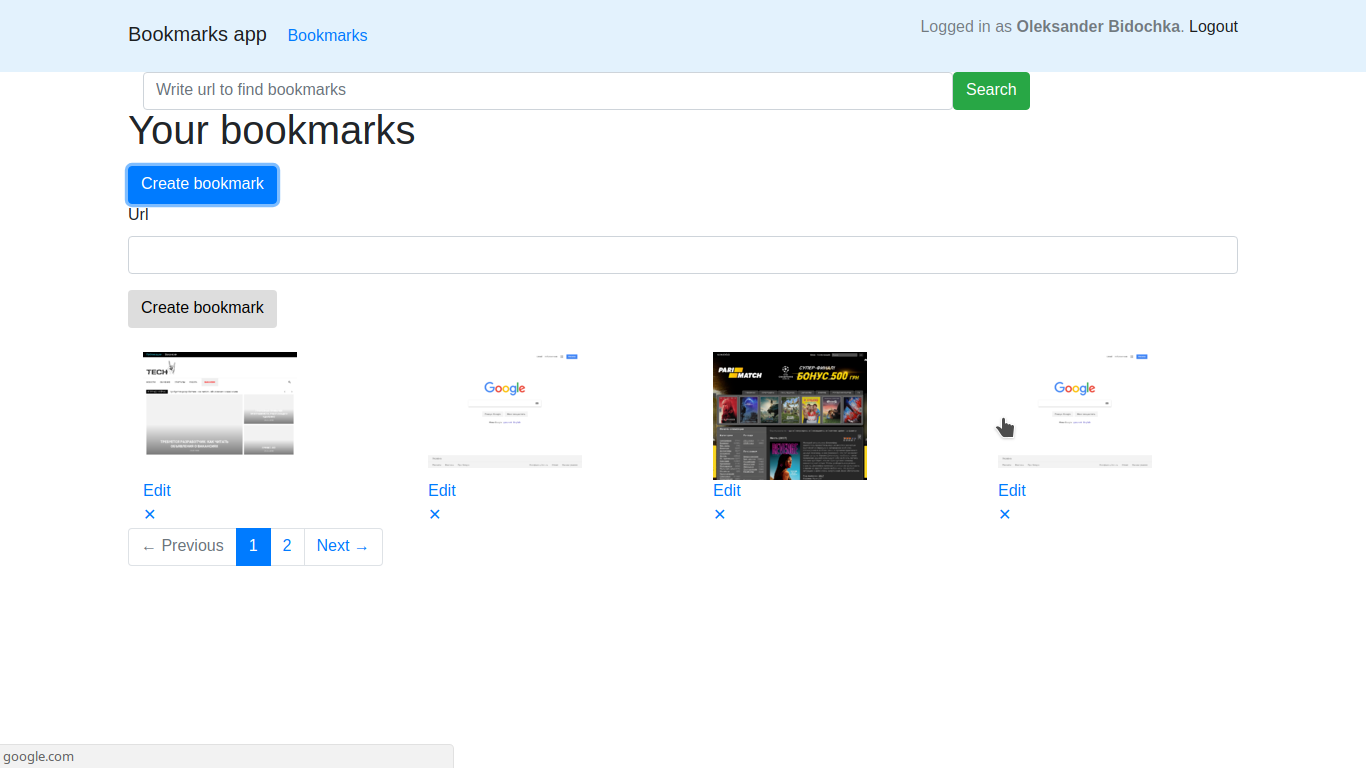 Bookmarks app Bookmarks Logged in as Oleksander Bidochka. Logout
Write url to find bookmarks Search
Your bookmarks
Create bookmark
Url
Create bookmark
TECH
Google
PARI MATCH
СУПЕР-ФИНАЛ!
БОНУС 500 ГРН
Google
Edit Edit Edit Edit
✕ ✕ ✕ ✕
← Previous 1 2 Next →
google.com